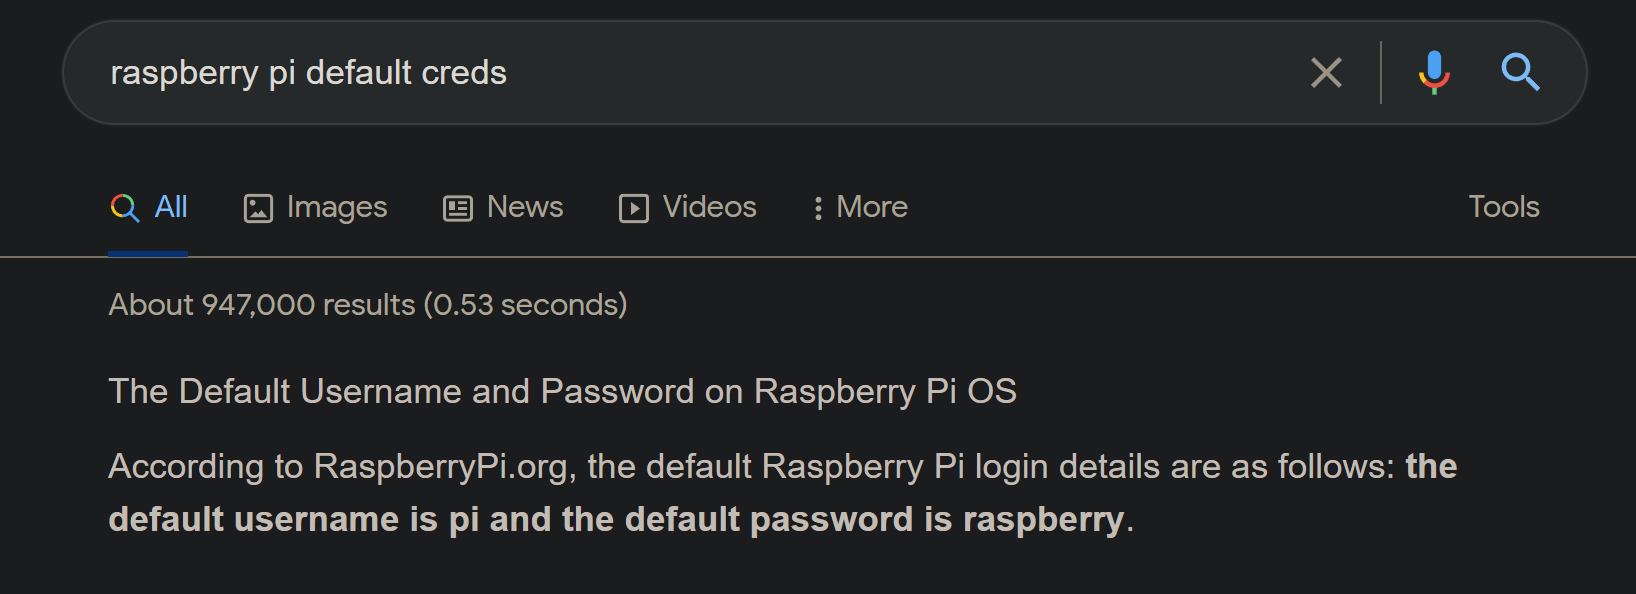 raspberry pi default creds
All Images News Videos More Tools
About 947,000 results (0.53 seconds)
The Default Username and Password on Raspberry Pi OS
According to RaspberryPi.org, the default Raspberry Pi login details are as follows: the
default username is pi and the default password is raspberry.